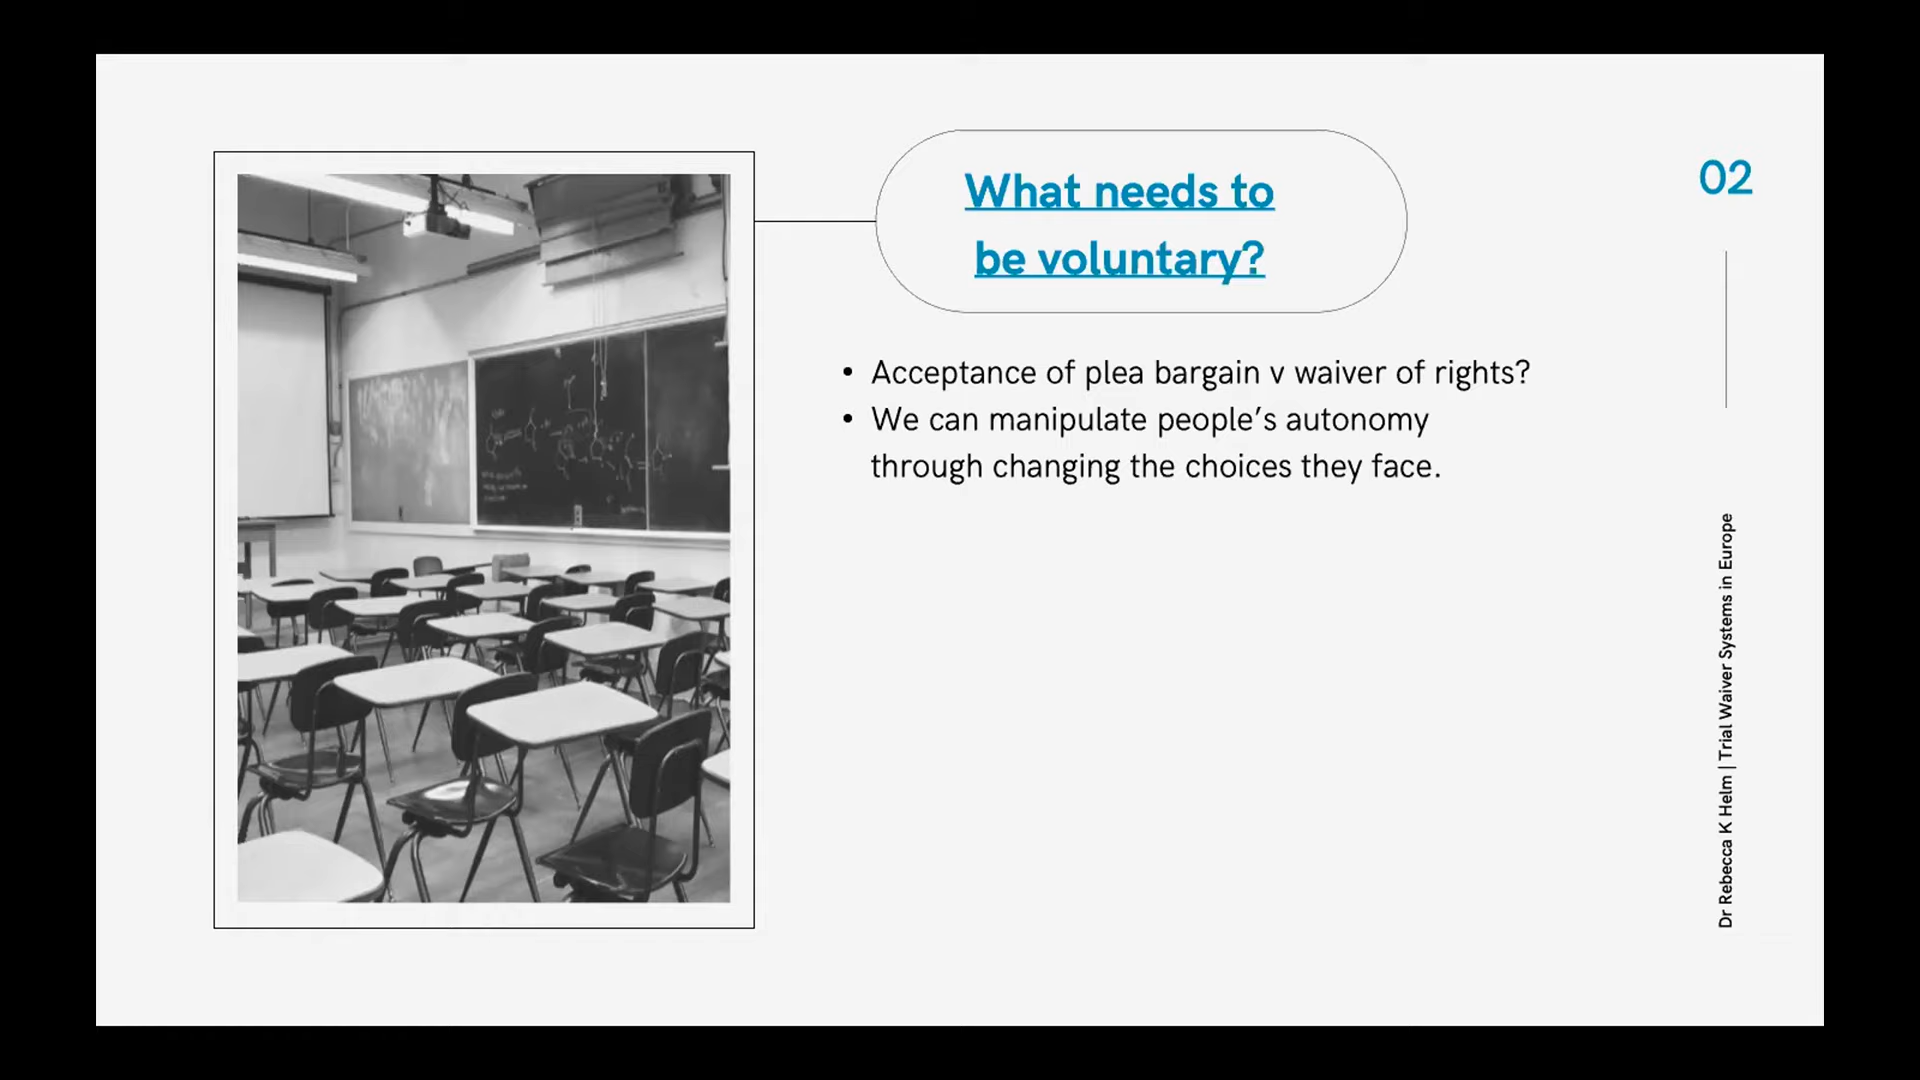 What needs to
be voluntary?
02
• Acceptance of plea bargain v waiver of rights?
• We can manipulate people's autonomy
through changing the choices they face.
Dr Rebecca K Helm | Trial Waiver Systems in Europe